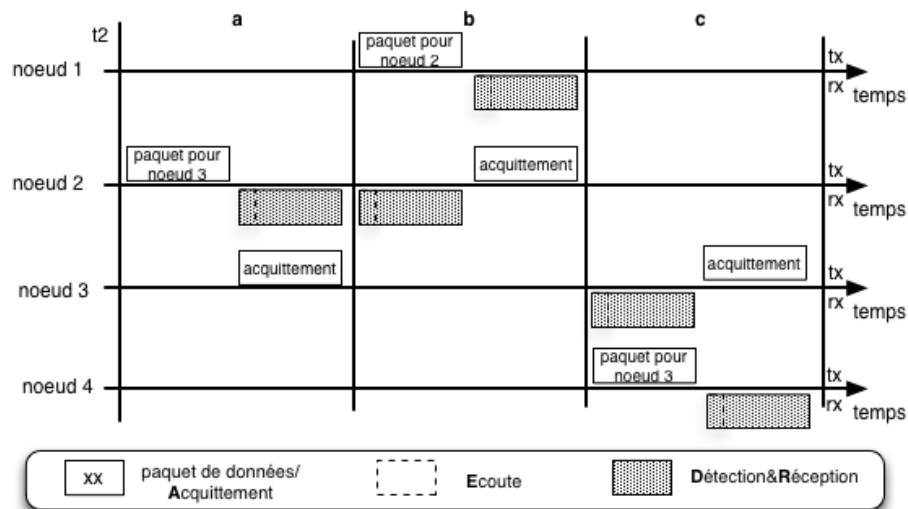 a b c
t2
paquet pour
noeud 2
noeud 1
tx
rx
temps
paquet pour
noeud 3
acquittement
noeud 2
tx
rx
temps
acquittement
acquittement
noeud 3
tx
rx
temps
paquet pour
noeud 3
noeud 4
tx
rx
temps
xx
paquet de données/
Acquittement
Ecoute
Détection&Réception